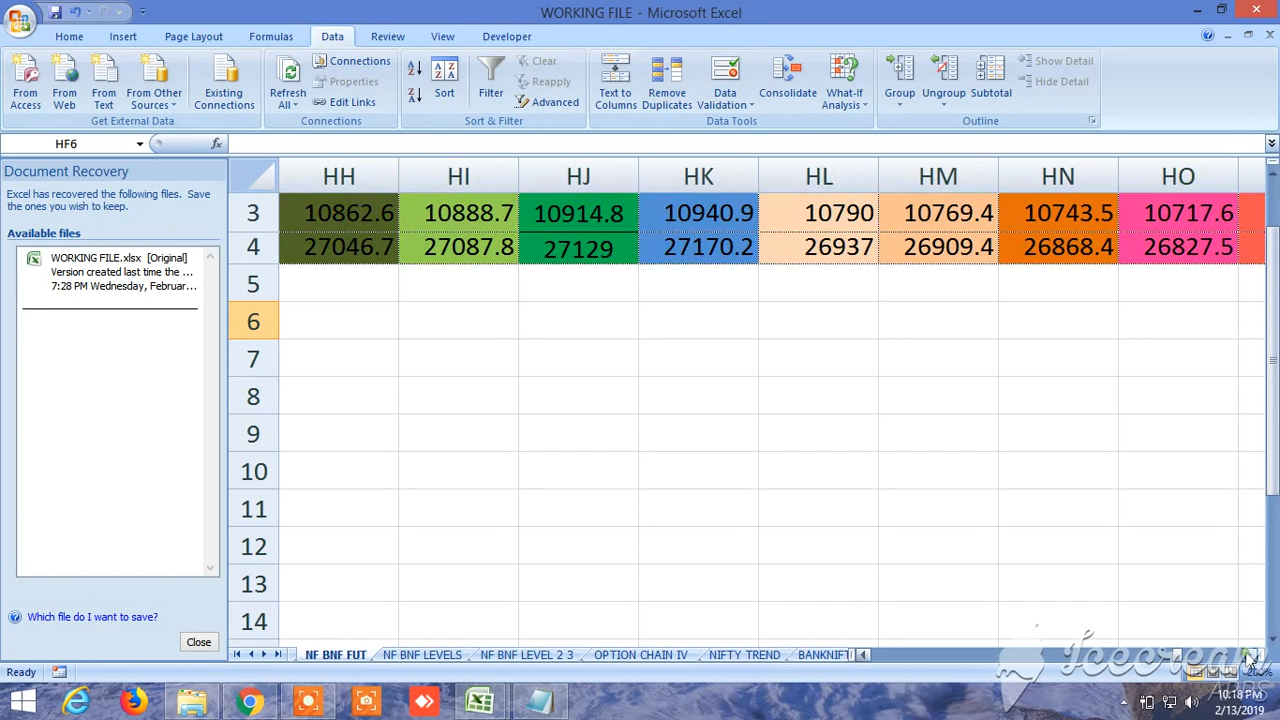 WORKING FILE - Microsoft Excel
Home Insert Page Layout Formulas Data Review View Developer
From Access
From Web
From Text
From Other Sources
Existing Connections
Get External Data
Refresh All
Connections
Properties
Edit Links
Connections
Sort
Filter
Clear
Reapply
Advanced
Sort & Filter
Text to Columns
Remove Duplicates
Data Validation
Consolidate
What-If Analysis
Data Tools
Group
Ungroup
Subtotal
Show Detail
Hide Detail
Outline
HF6
fx
Document Recovery
Excel has recovered the following files. Save
the ones you wish to keep.
Available files
WORKING FILE.xlsx [Original]
Version created last time the ...
7:28 PM Wednesday, Februar...
Which file do I want to save?
Close
HH HI HJ HK HL HM HN HO
3 10862.6 10888.7 10914.8 10940.9 10790 10769.4 10743.5 10717.6
4 27046.7 27087.8 27129 27170.2 26937 26909.4 26868.4 26827.5
5
6
7
8
9
10
11
12
13
14
NF BNF FUT NF BNF LEVELS NF BNF LEVEL 2 3 OPTION CHAIN IV NIFTY TREND BANKNIFT
Ready
Icecream
APPS
10:18 PM
2/13/2019